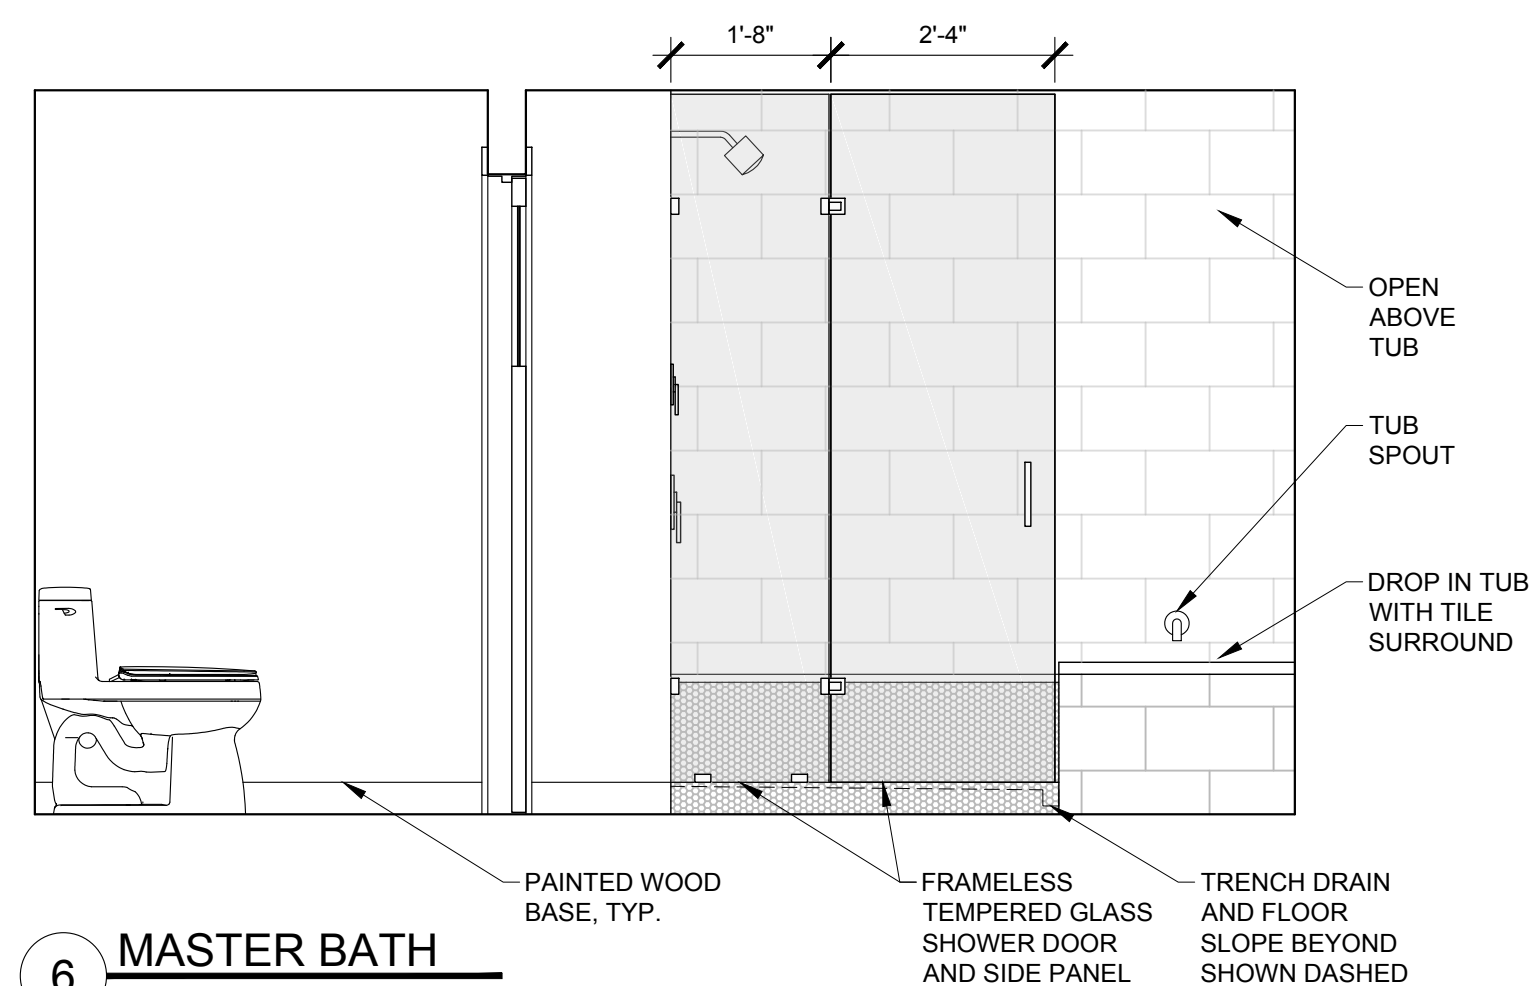 1'-8"
2'-4"
OPEN
ABOVE
TUB
TUB
SPOUT
DROP IN TUB
WITH TILE
SURROUND
PAINTED WOOD
BASE, TYP.
FRAMELESS
TEMPERED GLASS
SHOWER DOOR
AND SIDE PANEL
TRENCH DRAIN
AND FLOOR
SLOPE BEYOND
SHOWN DASHED
6
MASTER BATH